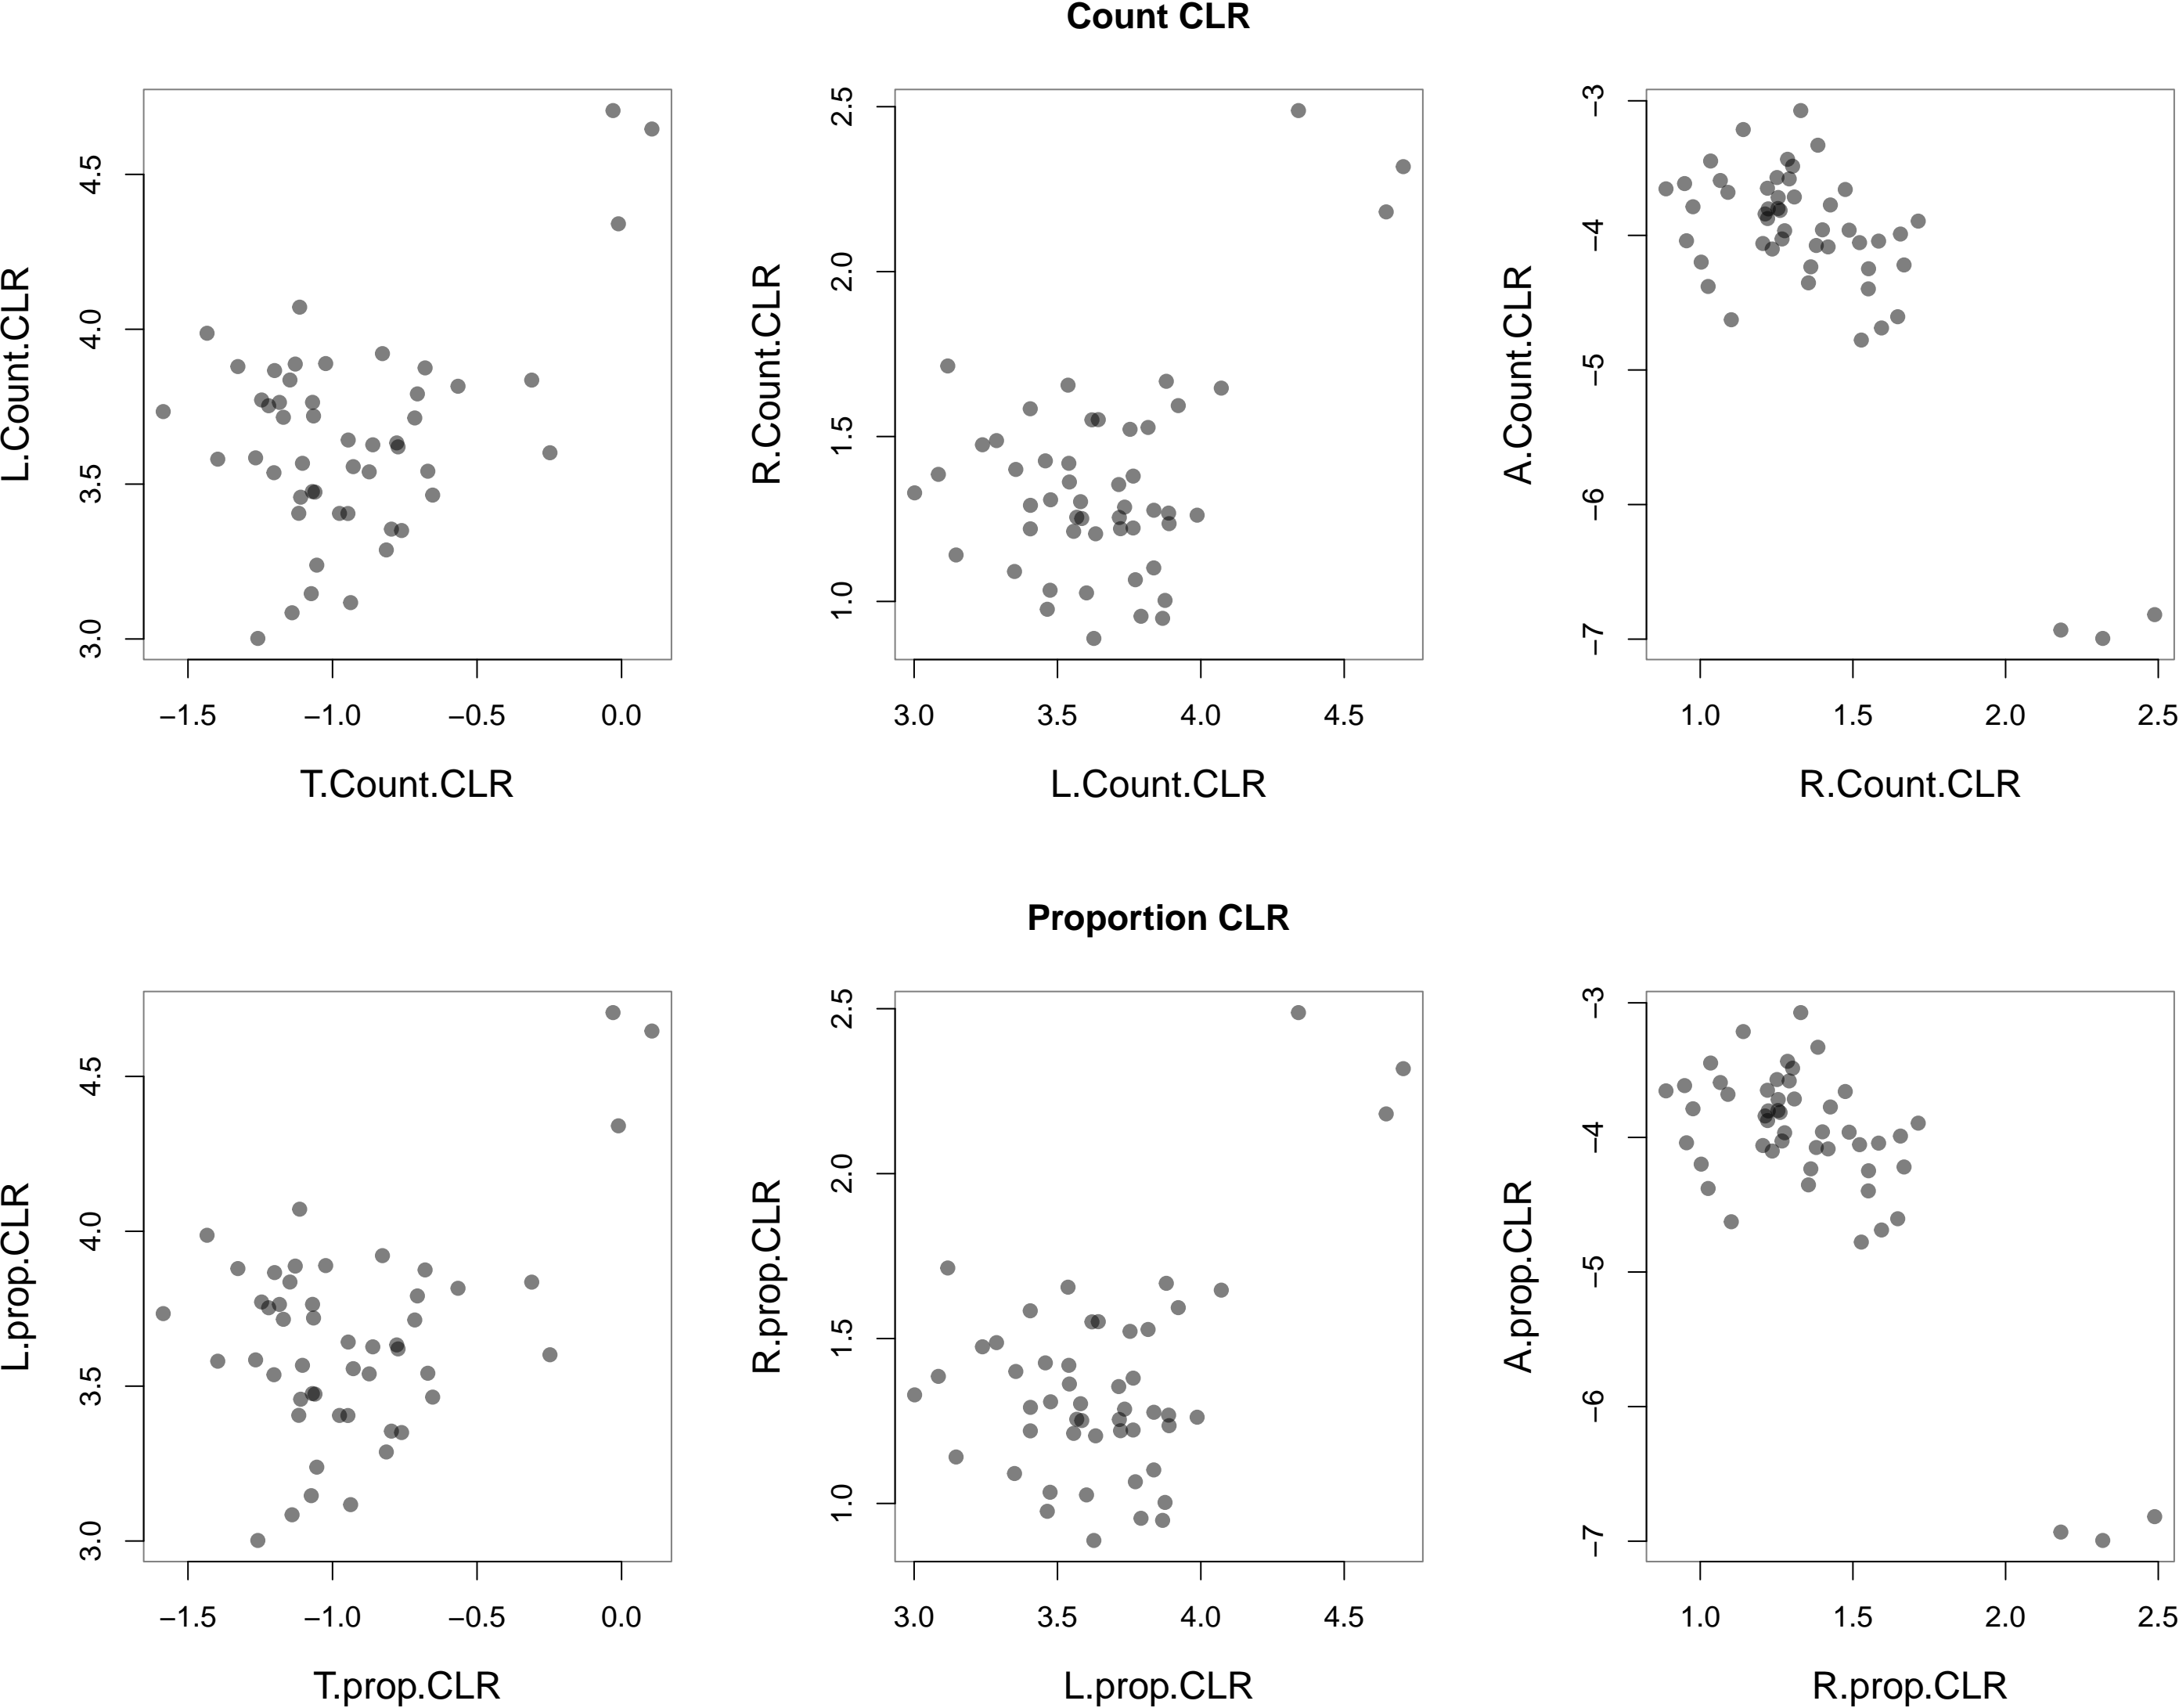 Count CLR
L.Count.CLR
3.0 3.5 4.0 4.5
−1.5 −1.0 −0.5 0.0
T.Count.CLR
R.Count.CLR
1.0 1.5 2.0 2.5
3.0 3.5 4.0 4.5
L.Count.CLR
A.Count.CLR
−7 −6 −5 −4 −3
1.0 1.5 2.0 2.5
R.Count.CLR
Proportion CLR
L.prop.CLR
3.0 3.5 4.0 4.5
−1.5 −1.0 −0.5 0.0
T.prop.CLR
R.prop.CLR
1.0 1.5 2.0 2.5
3.0 3.5 4.0 4.5
L.prop.CLR
A.prop.CLR
−7 −6 −5 −4 −3
1.0 1.5 2.0 2.5
R.prop.CLR